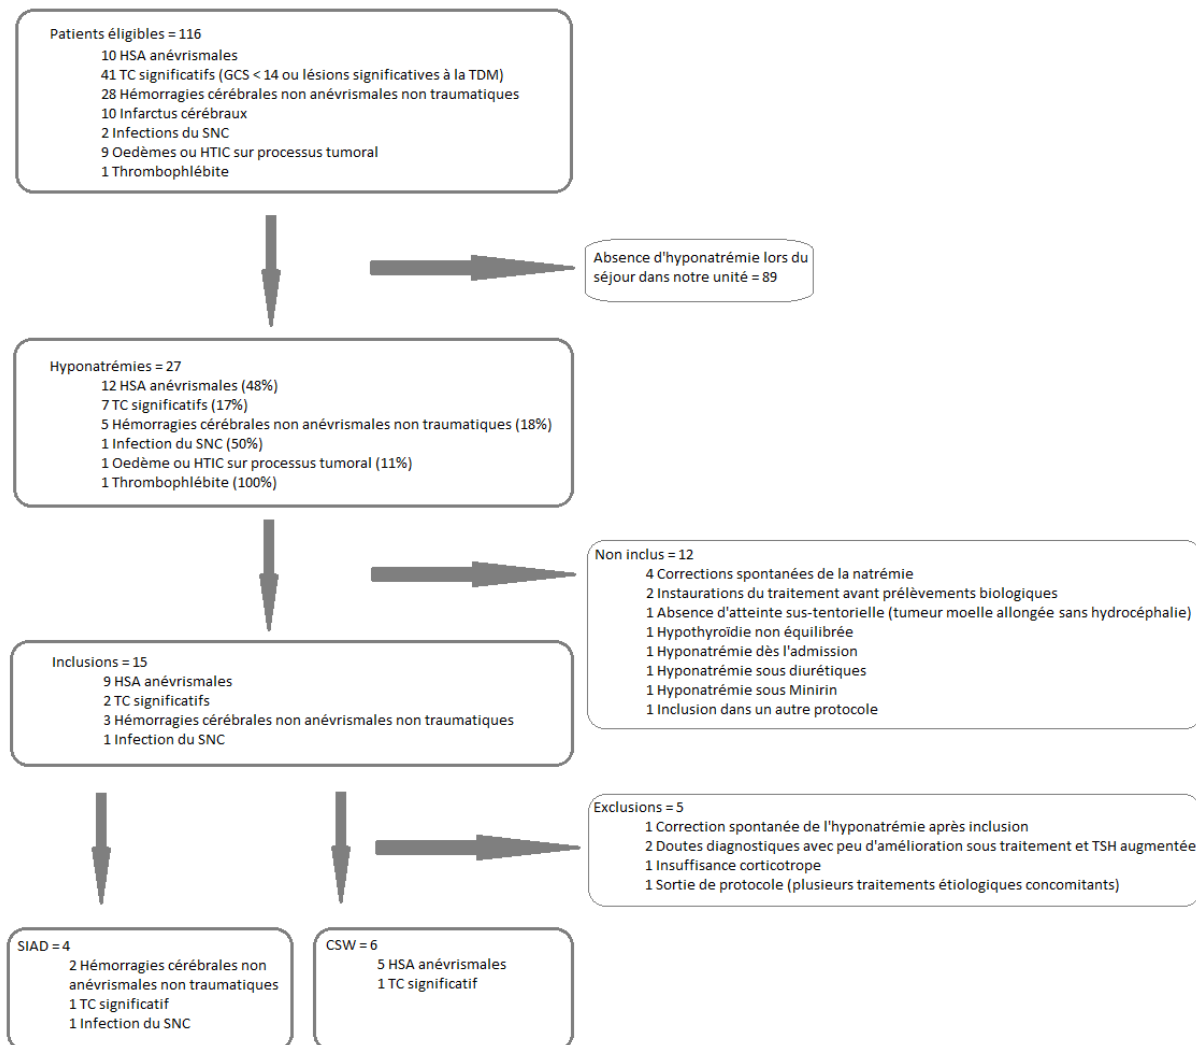 Patients éligibles = 116
10 HSA anévrismales
41 TC significatifs (GCS < 14 ou lésions significatives à la TDM)
28 Hémorragies cérébrales non anévrismales non traumatiques
10 Infarctus cérébraux
2 Infections du SNC
9 Oedèmes ou HTIC sur processus tumoral
1 Thrombophlébite
Absence d'hyponatrémie lors du
séjour dans notre unité = 89
Hyponatrémies = 27
12 HSA anévrismales (48%)
7 TC significatifs (17%)
5 Hémorragies cérébrales non anévrismales non traumatiques (18%)
1 Infection du SNC (50%)
1 Oedème ou HTIC sur processus tumoral (11%)
1 Thrombophlébite (100%)
Non inclus = 12
4 Corrections spontanées de la natrémie
2 Instaurations du traitement avant prélèvements biologiques
1 Absence d'atteinte sus-tentorielle (tumeur moelle allongée sans hydrocéphalie)
1 Hypothyroïdie non équilibrée
1 Hyponatrémie dès l'admission
1 Hyponatrémie sous diurétiques
1 Hyponatrémie sous Minirin
1 Inclusion dans un autre protocole
Inclusions = 15
9 HSA anévrismales
2 TC significatifs
3 Hémorragies cérébrales non anévrismales non traumatiques
1 Infection du SNC
Exclusions = 5
1 Correction spontanée de l'hyponatrémie après inclusion
2 Doutes diagnostiques avec peu d'amélioration sous traitement et TSH augmentée
1 Insuffisance corticotrope
1 Sortie de protocole (plusieurs traitements étiologiques concomitants)
SIAD = 4
2 Hémorragies cérébrales non
anévrismales non traumatiques
1 TC significatif
1 Infection du SNC
CSW = 6
5 HSA anévrismales
1 TC significatif